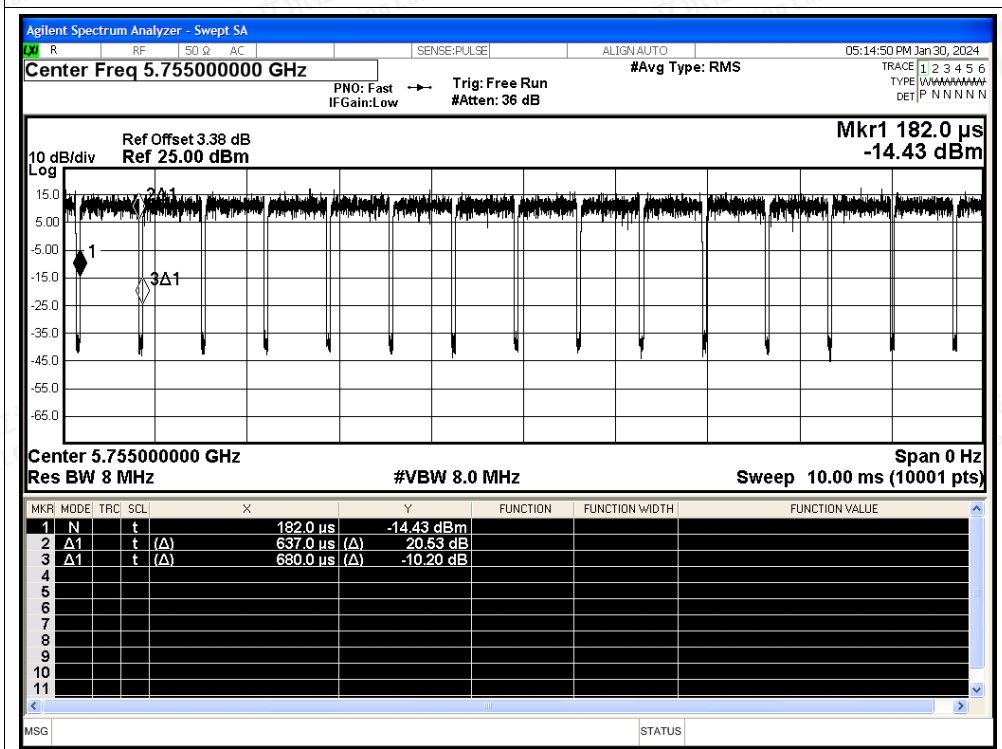 Agilent Spectrum Analyzer - Swept SA
LXI R RF 50 Ω AC SENSE:PULSE ALIGN AUTO 05:14:50 PM Jan 30, 2024
Center Freq 5.755000000 GHz
PNO: Fast
IFGain:Low
Trig: Free Run
#Atten: 36 dB
#Avg Type: RMS
TRACE 1 2 3 4 5 6
TYPE
DET P N N N N N
Mkr1 182.0 µs
-14.43 dBm
Ref Offset 3.38 dB
10 dB/div Ref 25.00 dBm
Log
15.0
5.00
-5.00
-15.0
-25.0
-35.0
-45.0
-55.0
-65.0
2Δ1
1
3Δ1
Center 5.755000000 GHz Span 0 Hz
Res BW 8 MHz #VBW 8.0 MHz Sweep 10.00 ms (10001 pts)
MKR MODE TRC SCL X Y FUNCTION FUNCTION WIDTH FUNCTION VALUE
1 N t 182.0 µs -14.43 dBm
2 Δ1 t (Δ) 637.0 µs (Δ) 20.53 dB
3 Δ1 t (Δ) 680.0 µs (Δ) -10.20 dB
4
5
6
7
8
9
10
11
MSG STATUS